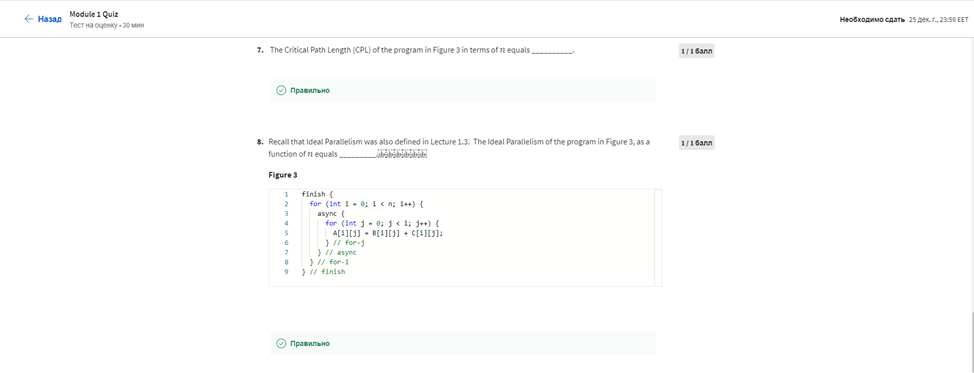 Назад
Module 1 Quiz
Тест на оценку • 30 мин
Необходимо сдать 25 дек. г., 23:59 EET
7. The Critical Path Length (CPL) of the program in Figure 3 in terms of n equals __________.
1 / 1 балл
Правильно
8. Recall that Ideal Parallelism was also defined in Lecture 1.3. The Ideal Parallelism of the program in Figure 3, as a
function of n equals _________.
1 / 1 балл
Figure 3
1 finish {
2 for (int i = 0; i < n; i++) {
3 async {
4 for (int j = 0; j < i; j++) {
5 A[i][j] = B[i][j] + C[i][j];
6 } // for-j
7 } // async
8 } // for-i
9 } // finish
Правильно